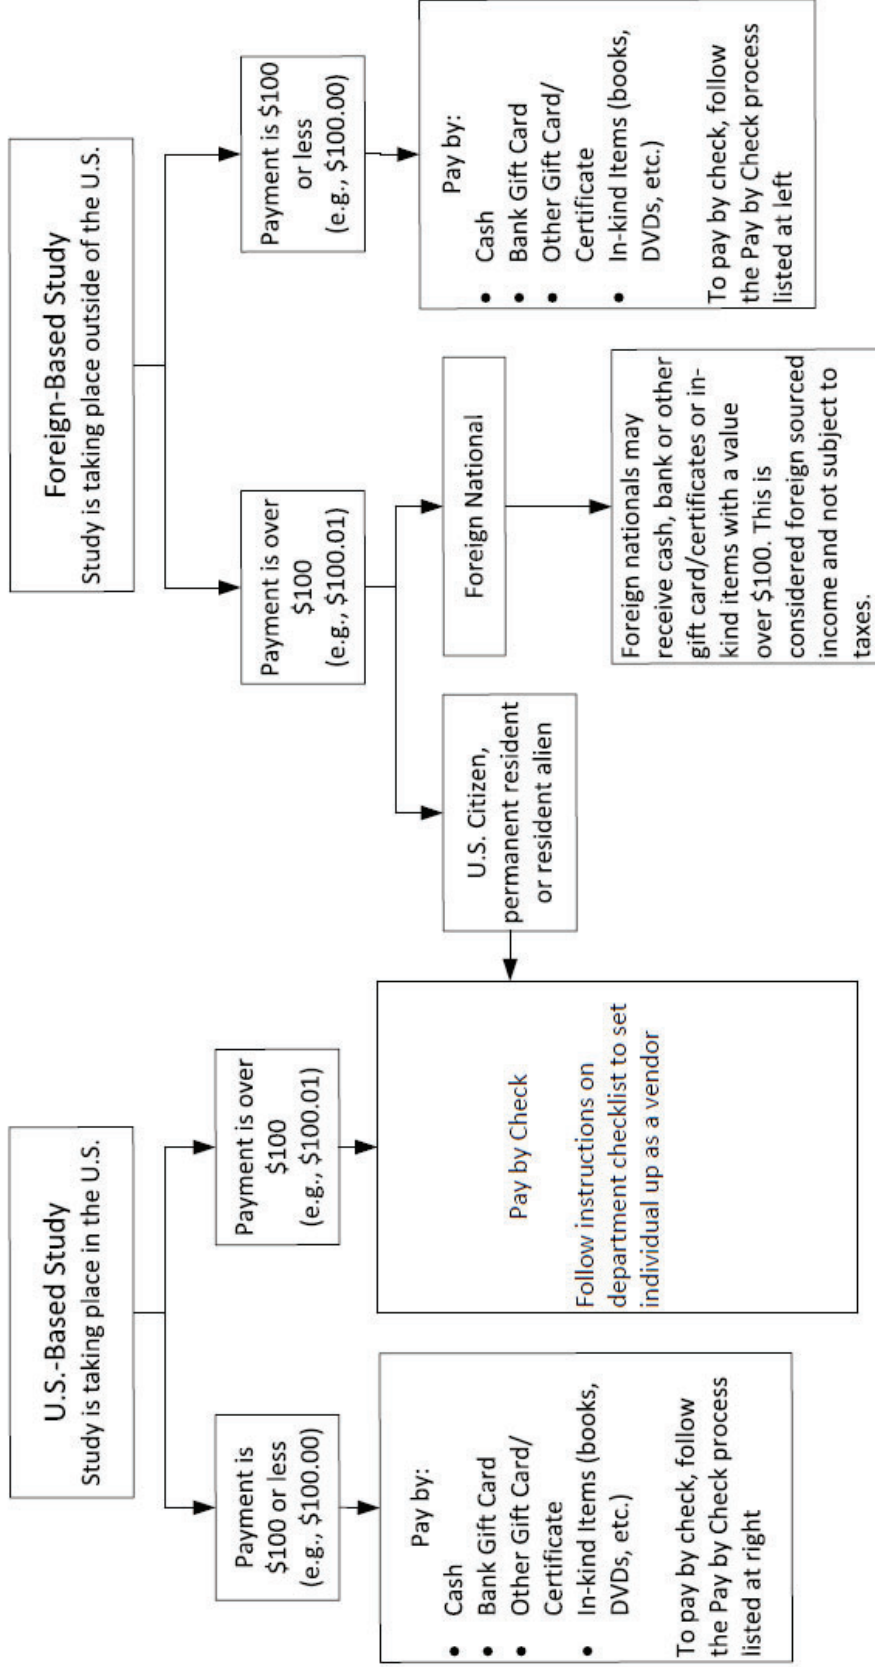 U.S.-Based Study
Study is taking place in the U.S.
Payment is
$100 or less
(e.g., $100.00)
Pay by:
• Cash
• Bank Gift Card
• Other Gift Card/
Certificate
• In-kind Items (books,
DVDs, etc.)
To pay by check, follow
the Pay by Check process
listed at right
Payment is over
$100
(e.g., $100.01)
Pay by Check
Follow instructions on
department checklist to set
individual up as a vendor
Foreign-Based Study
Study is taking place outside of the U.S.
Payment is over
$100
(e.g., $100.01)
U.S. Citizen,
permanent resident
or resident alien
Foreign National
Foreign nationals may
receive cash, bank or other
gift card/certificates or in-
kind items with a value
over $100. This is
considered foreign sourced
income and not subject to
taxes.
Payment is $100
or less
(e.g., $100.00)
Pay by:
• Cash
• Bank Gift Card
• Other Gift Card/
Certificate
• In-kind Items (books,
DVDs, etc.)
To pay by check, follow
the Pay by Check process
listed at left